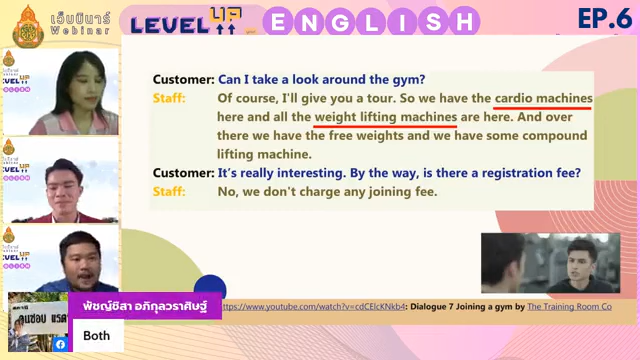 เว็บบินาร์
Webinar
LEVEL UP
ENGLISH
EP.6
Customer: Can I take a look around the gym?
Staff: Of course, I'll give you a tour. So we have the cardio machines
here and all the weight lifting machines are here. And over
there we have the free weights and we have some compound
lifting machine.
Customer: It's really interesting. By the way, is there a registration fee?
Staff: No, we don't charge any joining fee.
พัชญ์ชิสา อภิกุลวราศิษฐ์
Both
https://www.youtube.com/watch?v=cdCElcKNkb4: Dialogue 7 Joining a gym by The Training Room Co